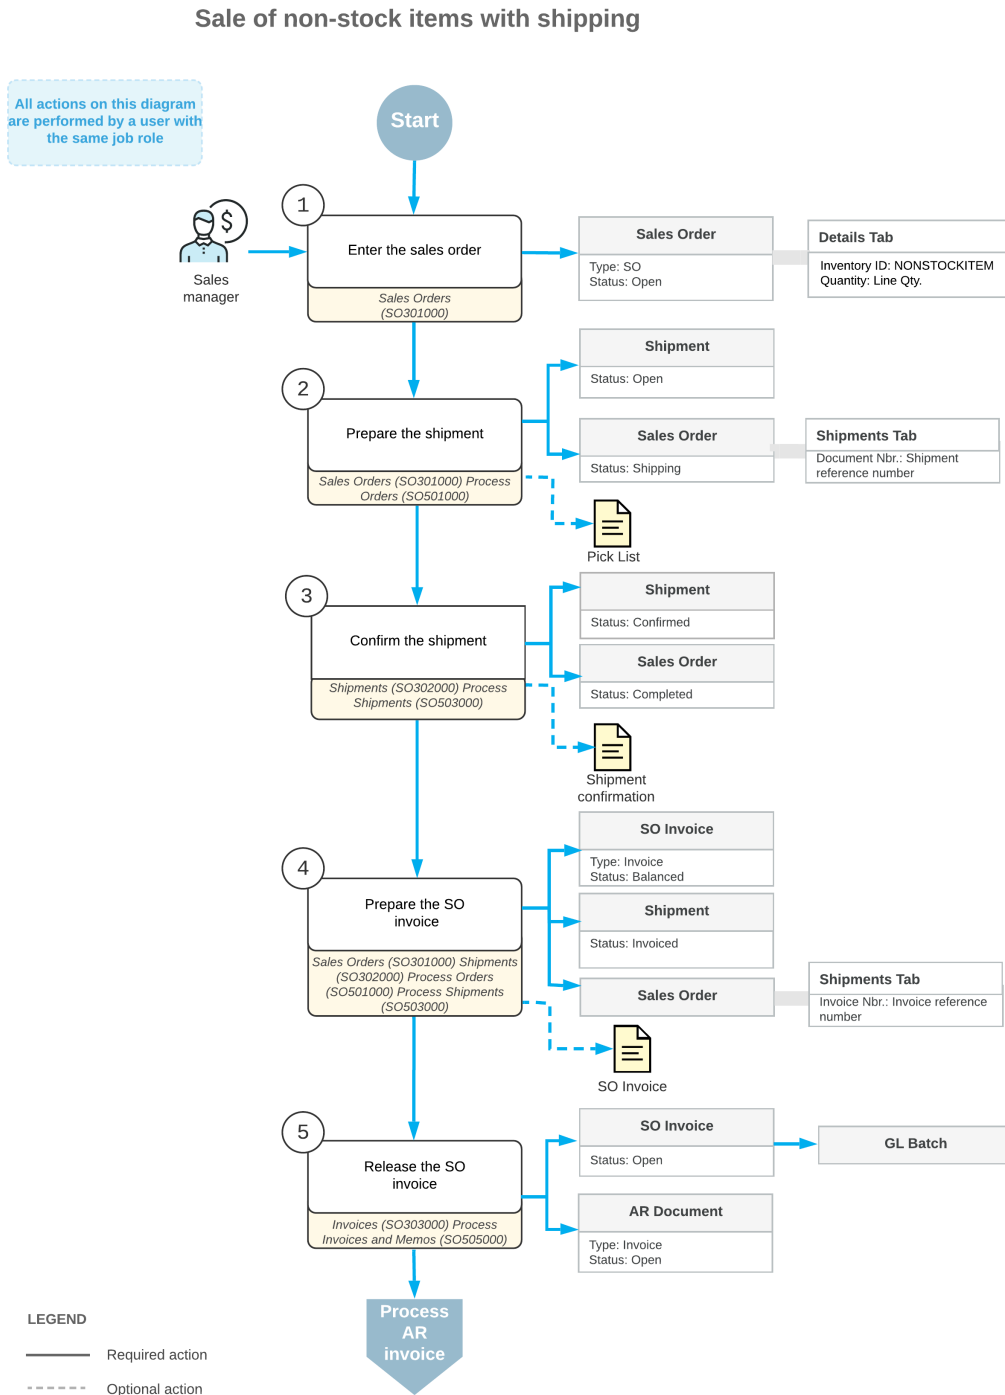 Sale of non-stock items with shipping
All actions on this diagram
are performed by a user with
the same job role
Start
1
Enter the sales order
Sales Orders
(SO301000)
Sales
manager
Sales Order
Type: SO
Status: Open
Details Tab
Inventory ID: NONSTOCKITEM
Quantity: Line Qty.
2
Prepare the shipment
Sales Orders (SO301000) Process
Orders (SO501000)
Shipment
Status: Open
Sales Order
Status: Shipping
Shipments Tab
Document Nbr.: Shipment
reference number
Pick List
3
Confirm the shipment
Shipments (SO302000) Process
Shipments (SO503000)
Shipment
Status: Confirmed
Sales Order
Status: Completed
Shipment
confirmation
4
Prepare the SO
invoice
Sales Orders (SO301000) Shipments
(SO302000) Process Orders
(SO501000) Process Shipments
(SO503000)
SO Invoice
Type: Invoice
Status: Balanced
Shipment
Status: Invoiced
Sales Order
Shipments Tab
Invoice Nbr.: Invoice reference
number
SO Invoice
5
Release the SO
invoice
Invoices (SO303000) Process
Invoices and Memos (SO505000)
SO Invoice
Status: Open
GL Batch
AR Document
Type: Invoice
Status: Open
Process
AR
invoice
LEGEND
Required action
Optional action